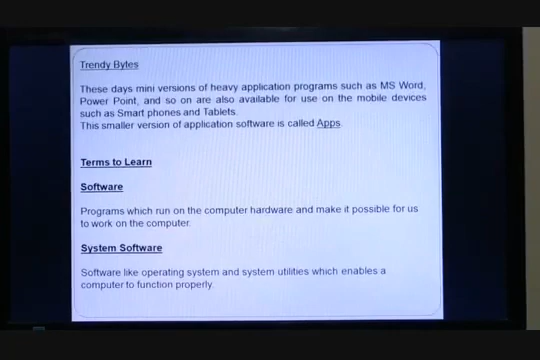 Trendy Bytes
These days mini versions of heavy application programs such as MS Word,
Power Point, and so on are also available for use on the mobile devices
such as Smart phones and Tablets.
This smaller version of application software is called Apps.
Terms to Learn
Software
Programs which run on the computer hardware and make it possible for us
to work on the computer.
System Software
Software like operating system and system utilities which enables a
computer to function properly.